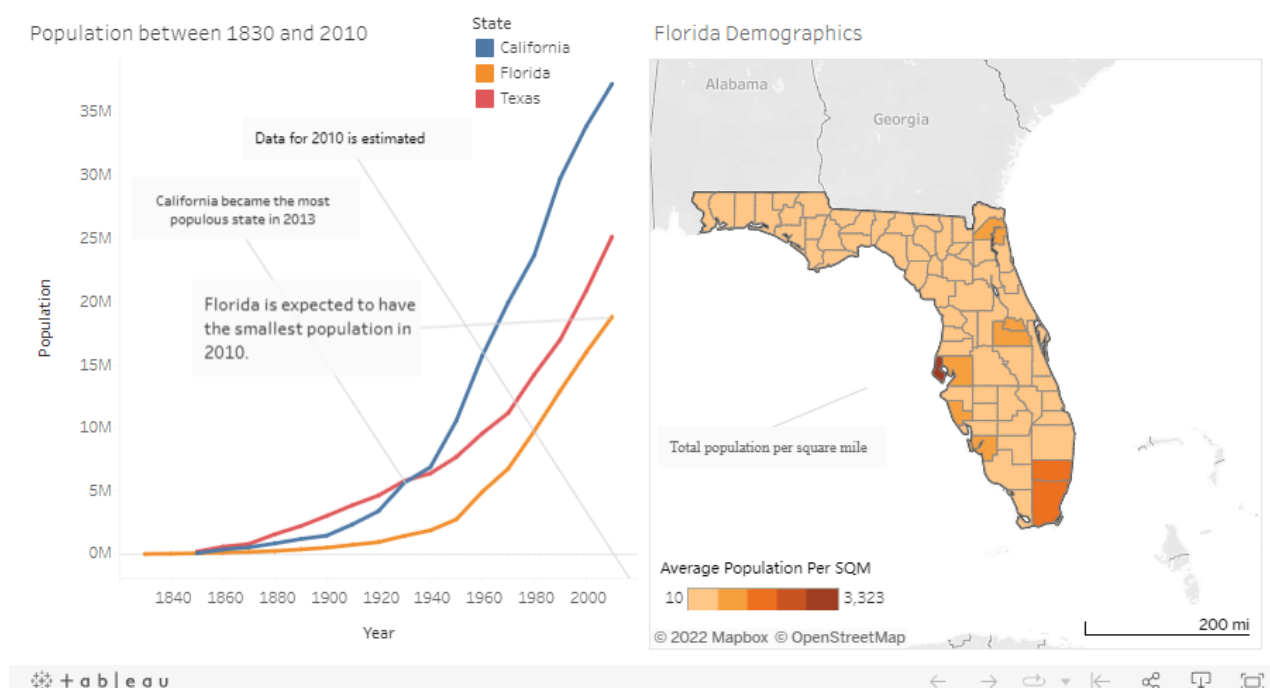 Population between 1830 and 2010
State
California
Florida
Texas
35M
30M
25M
20M
15M
10M
5M
0M
Population
1840
1860
1880
1900
1920
1940
1960
1980
2000
Year
Data for 2010 is estimated
California became the most
populous state in 2013
Florida is expected to have
the smallest population in
2010.
Florida Demographics
Alabama
Georgia
Total population per square mile
Average Population Per SQM
10
3,323
© 2022 Mapbox © OpenStreetMap
200 mi
+ a b l e a u